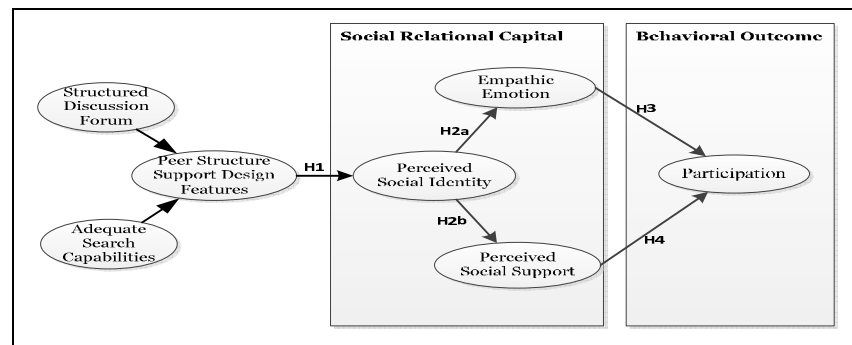 Social Relational Capital
Behavioral Outcome
Structured
Discussion
Forum
Empathic
Emotion
H3
H2a
Peer Structure
Support Design
Features
H1
Perceived
Social Identity
Participation
H2b
Adequate
Search
Capabilities
Perceived
Social Support
H4